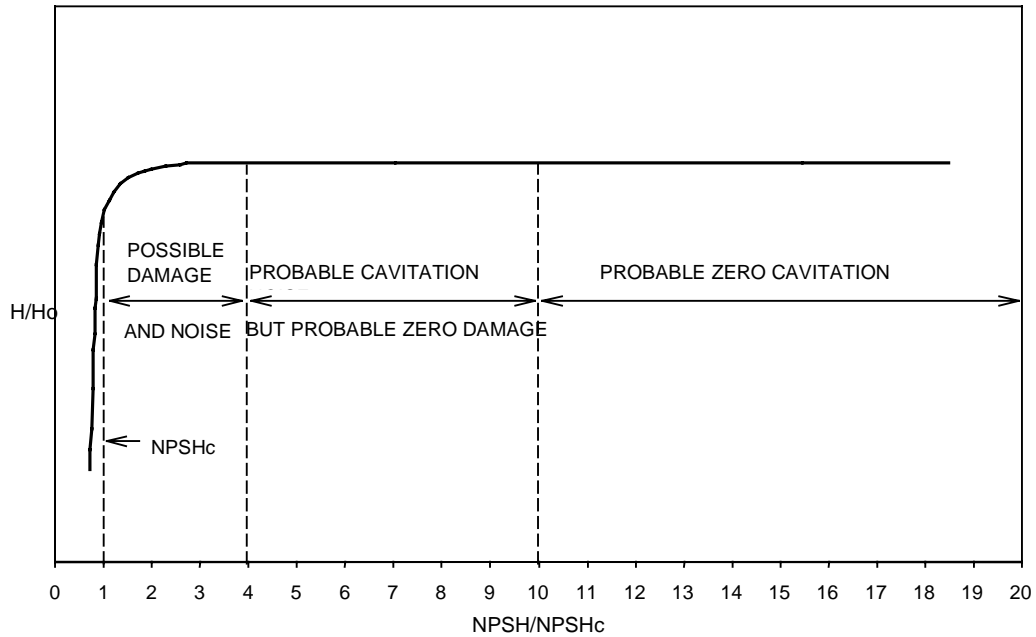 POSSIBLE
DAMAGE
PROBABLE CAVITATION
PROBABLE ZERO CAVITATION
H/Ho
AND NOISE
BUT PROBABLE ZERO DAMAGE
NPSHc
0 1 2 3 4 5 6 7 8 9 10 11 12 13 14 15 16 17 18 19 20
NPSH/NPSHc